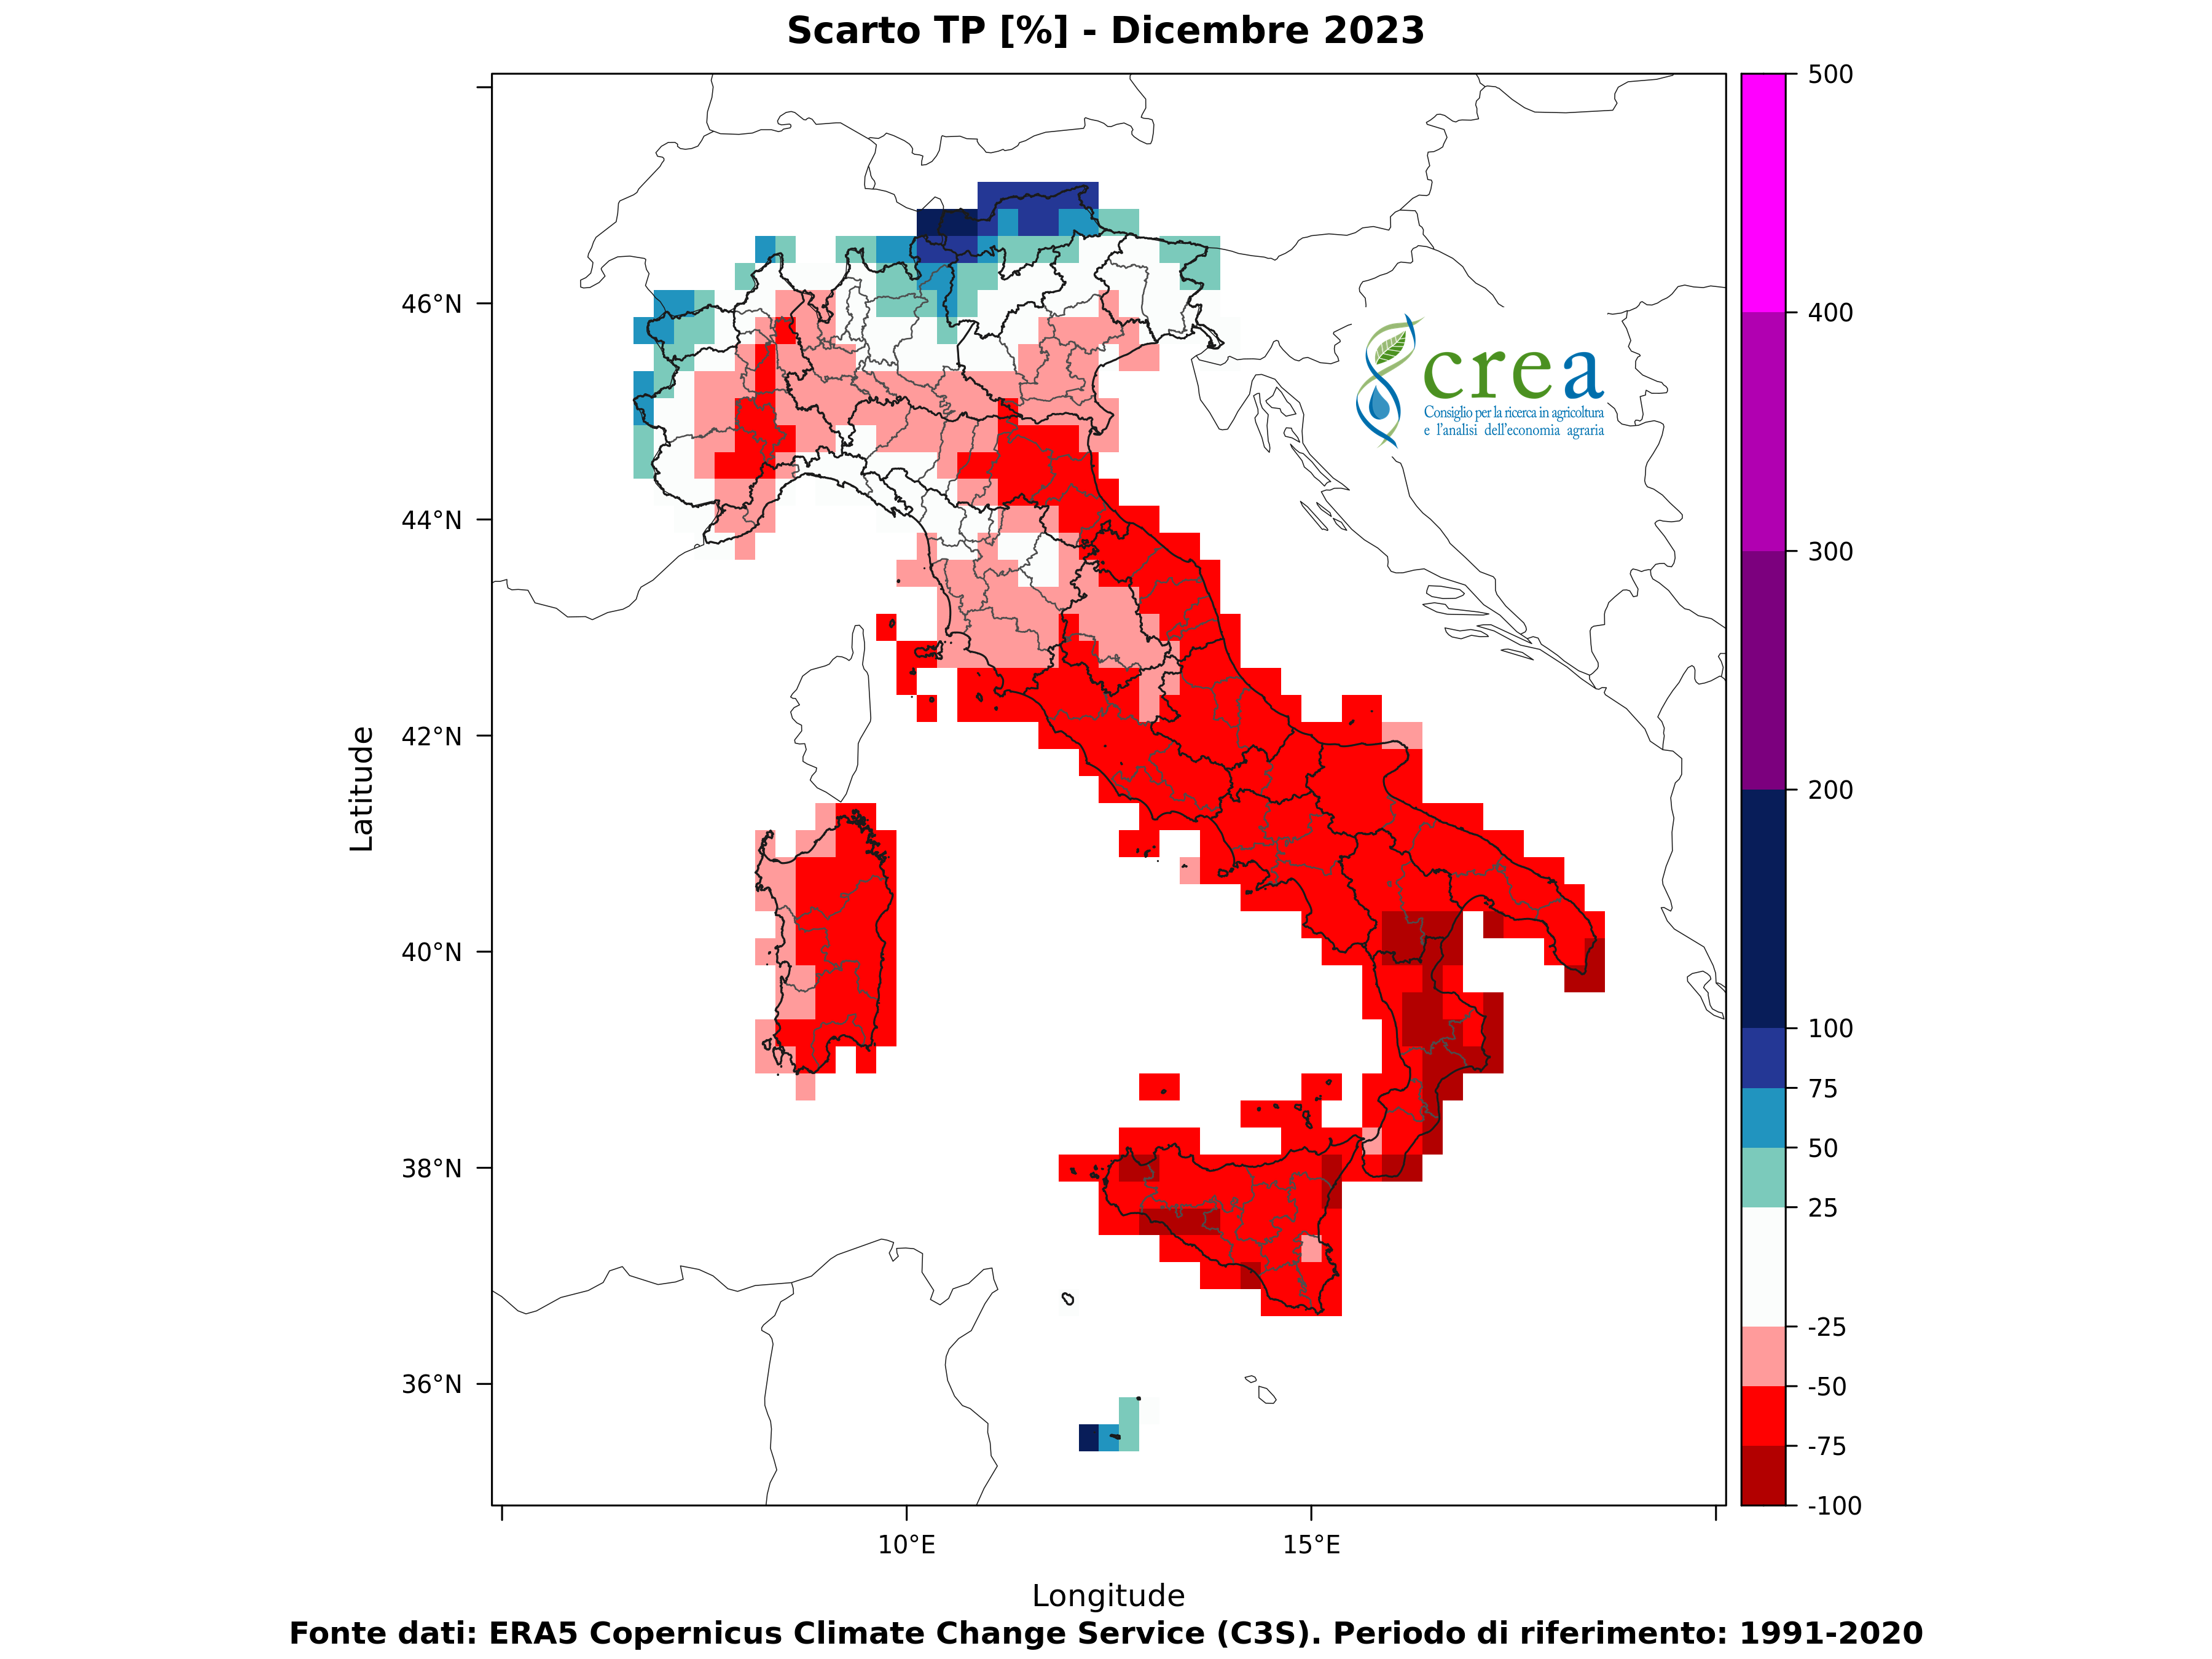 Scarto TP [%] - Dicembre 2023
500
400
300
200
100
75
50
25
-25
-50
-75
-100
46°N
44°N
42°N
40°N
38°N
36°N
Latitude
crea
Consiglio per la ricerca in agricoltura
e l'analisi dell'economia agraria
10°E 15°E
Longitude
Fonte dati: ERA5 Copernicus Climate Change Service (C3S). Periodo di riferimento: 1991-2020